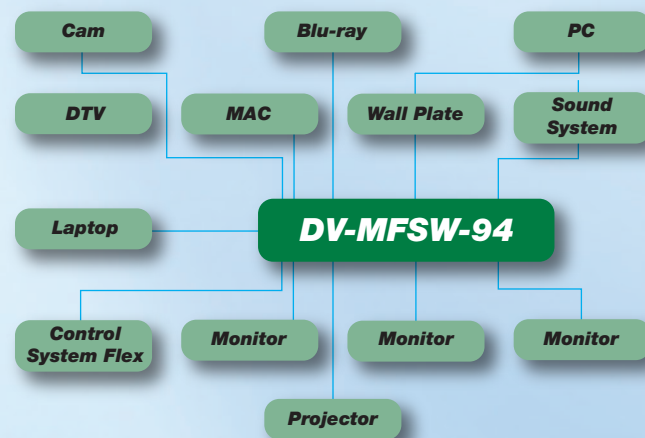 Cam
Blu-ray
PC
DTV
MAC
Wall Plate
Sound
System
Laptop
DV-MFSW-94
Control
System Flex
Monitor
Monitor
Monitor
Projector